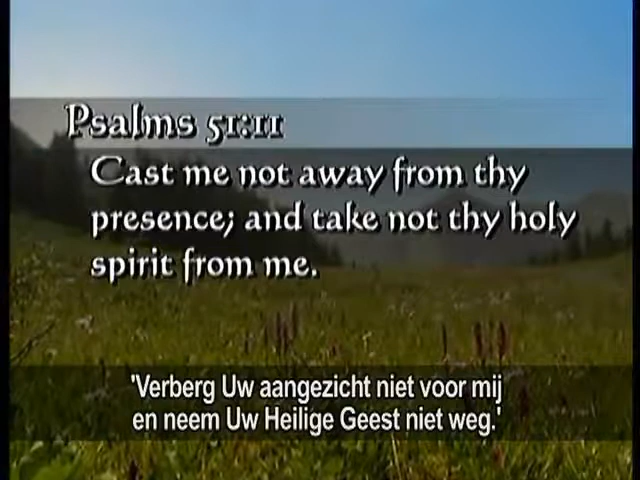 Psalms 51:11
Cast me not away from thy
presence; and take not thy holy
spirit from me.
'Verberg Uw aangezicht niet voor mij
en neem Uw Heilige Geest niet weg.'